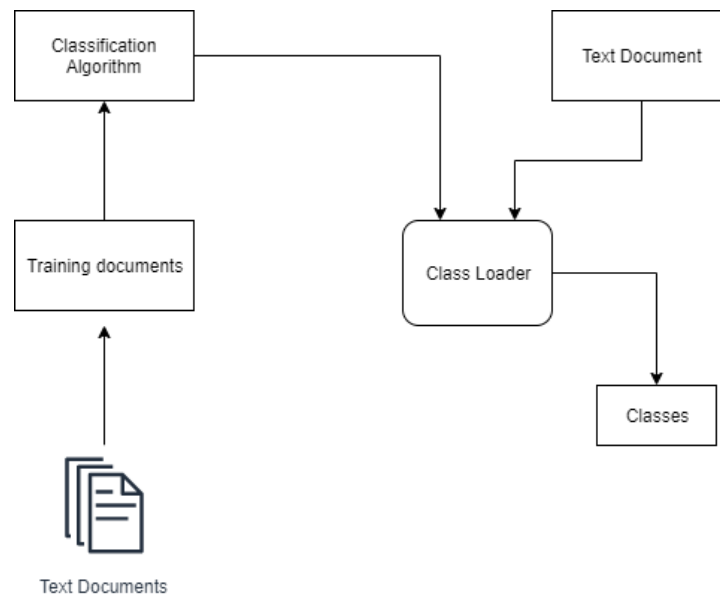 Classification
Algorithm
Text Document
Training documents
Class Loader
Classes
Text Documents